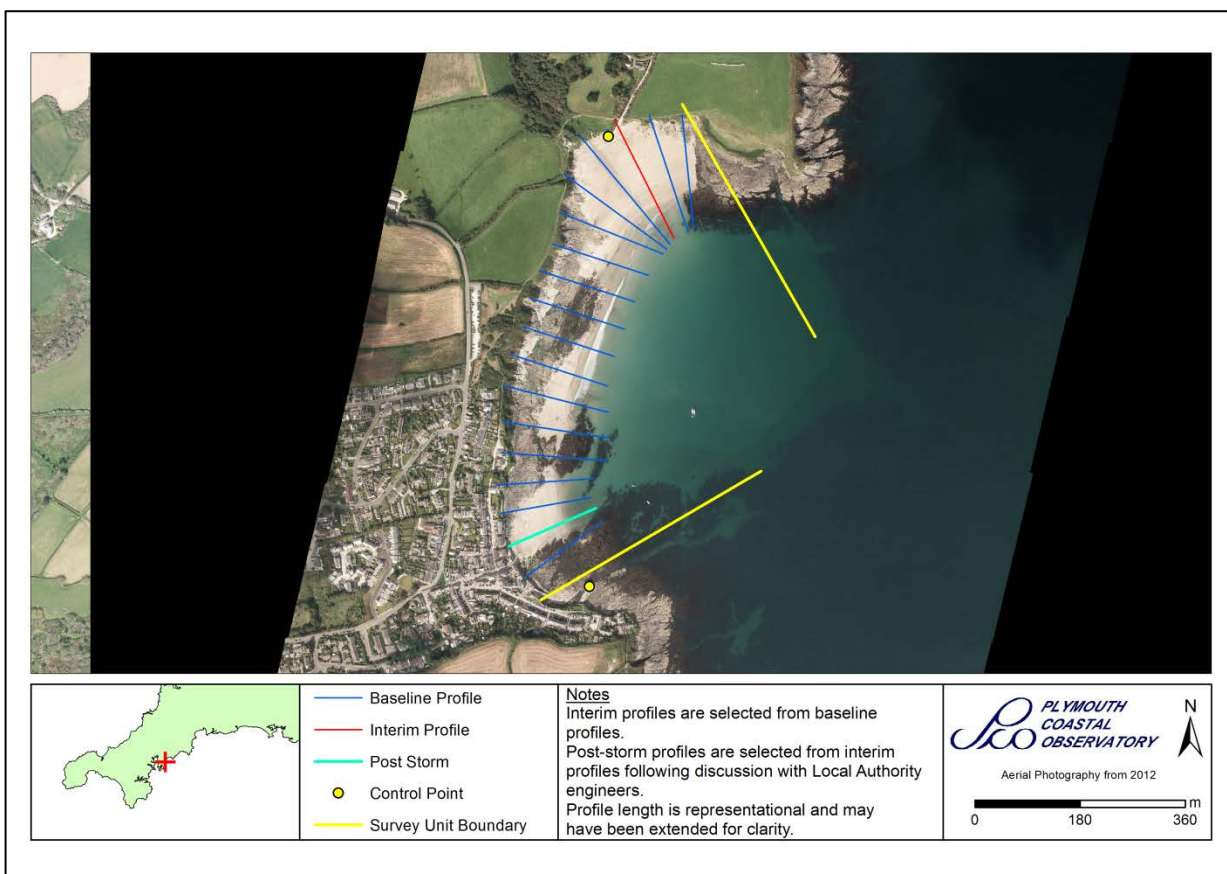 Baseline Profile
Interim Profile
Post Storm
Control Point
Survey Unit Boundary
Notes
Interim profiles are selected from baseline
profiles.
Post-storm profiles are selected from interim
profiles following discussion with Local Authority
engineers.
Profile length is representational and may
have been extended for clarity.
PLYMOUTH
COASTAL
OBSERVATORY
N
Aerial Photography from 2012
m
0 180 360